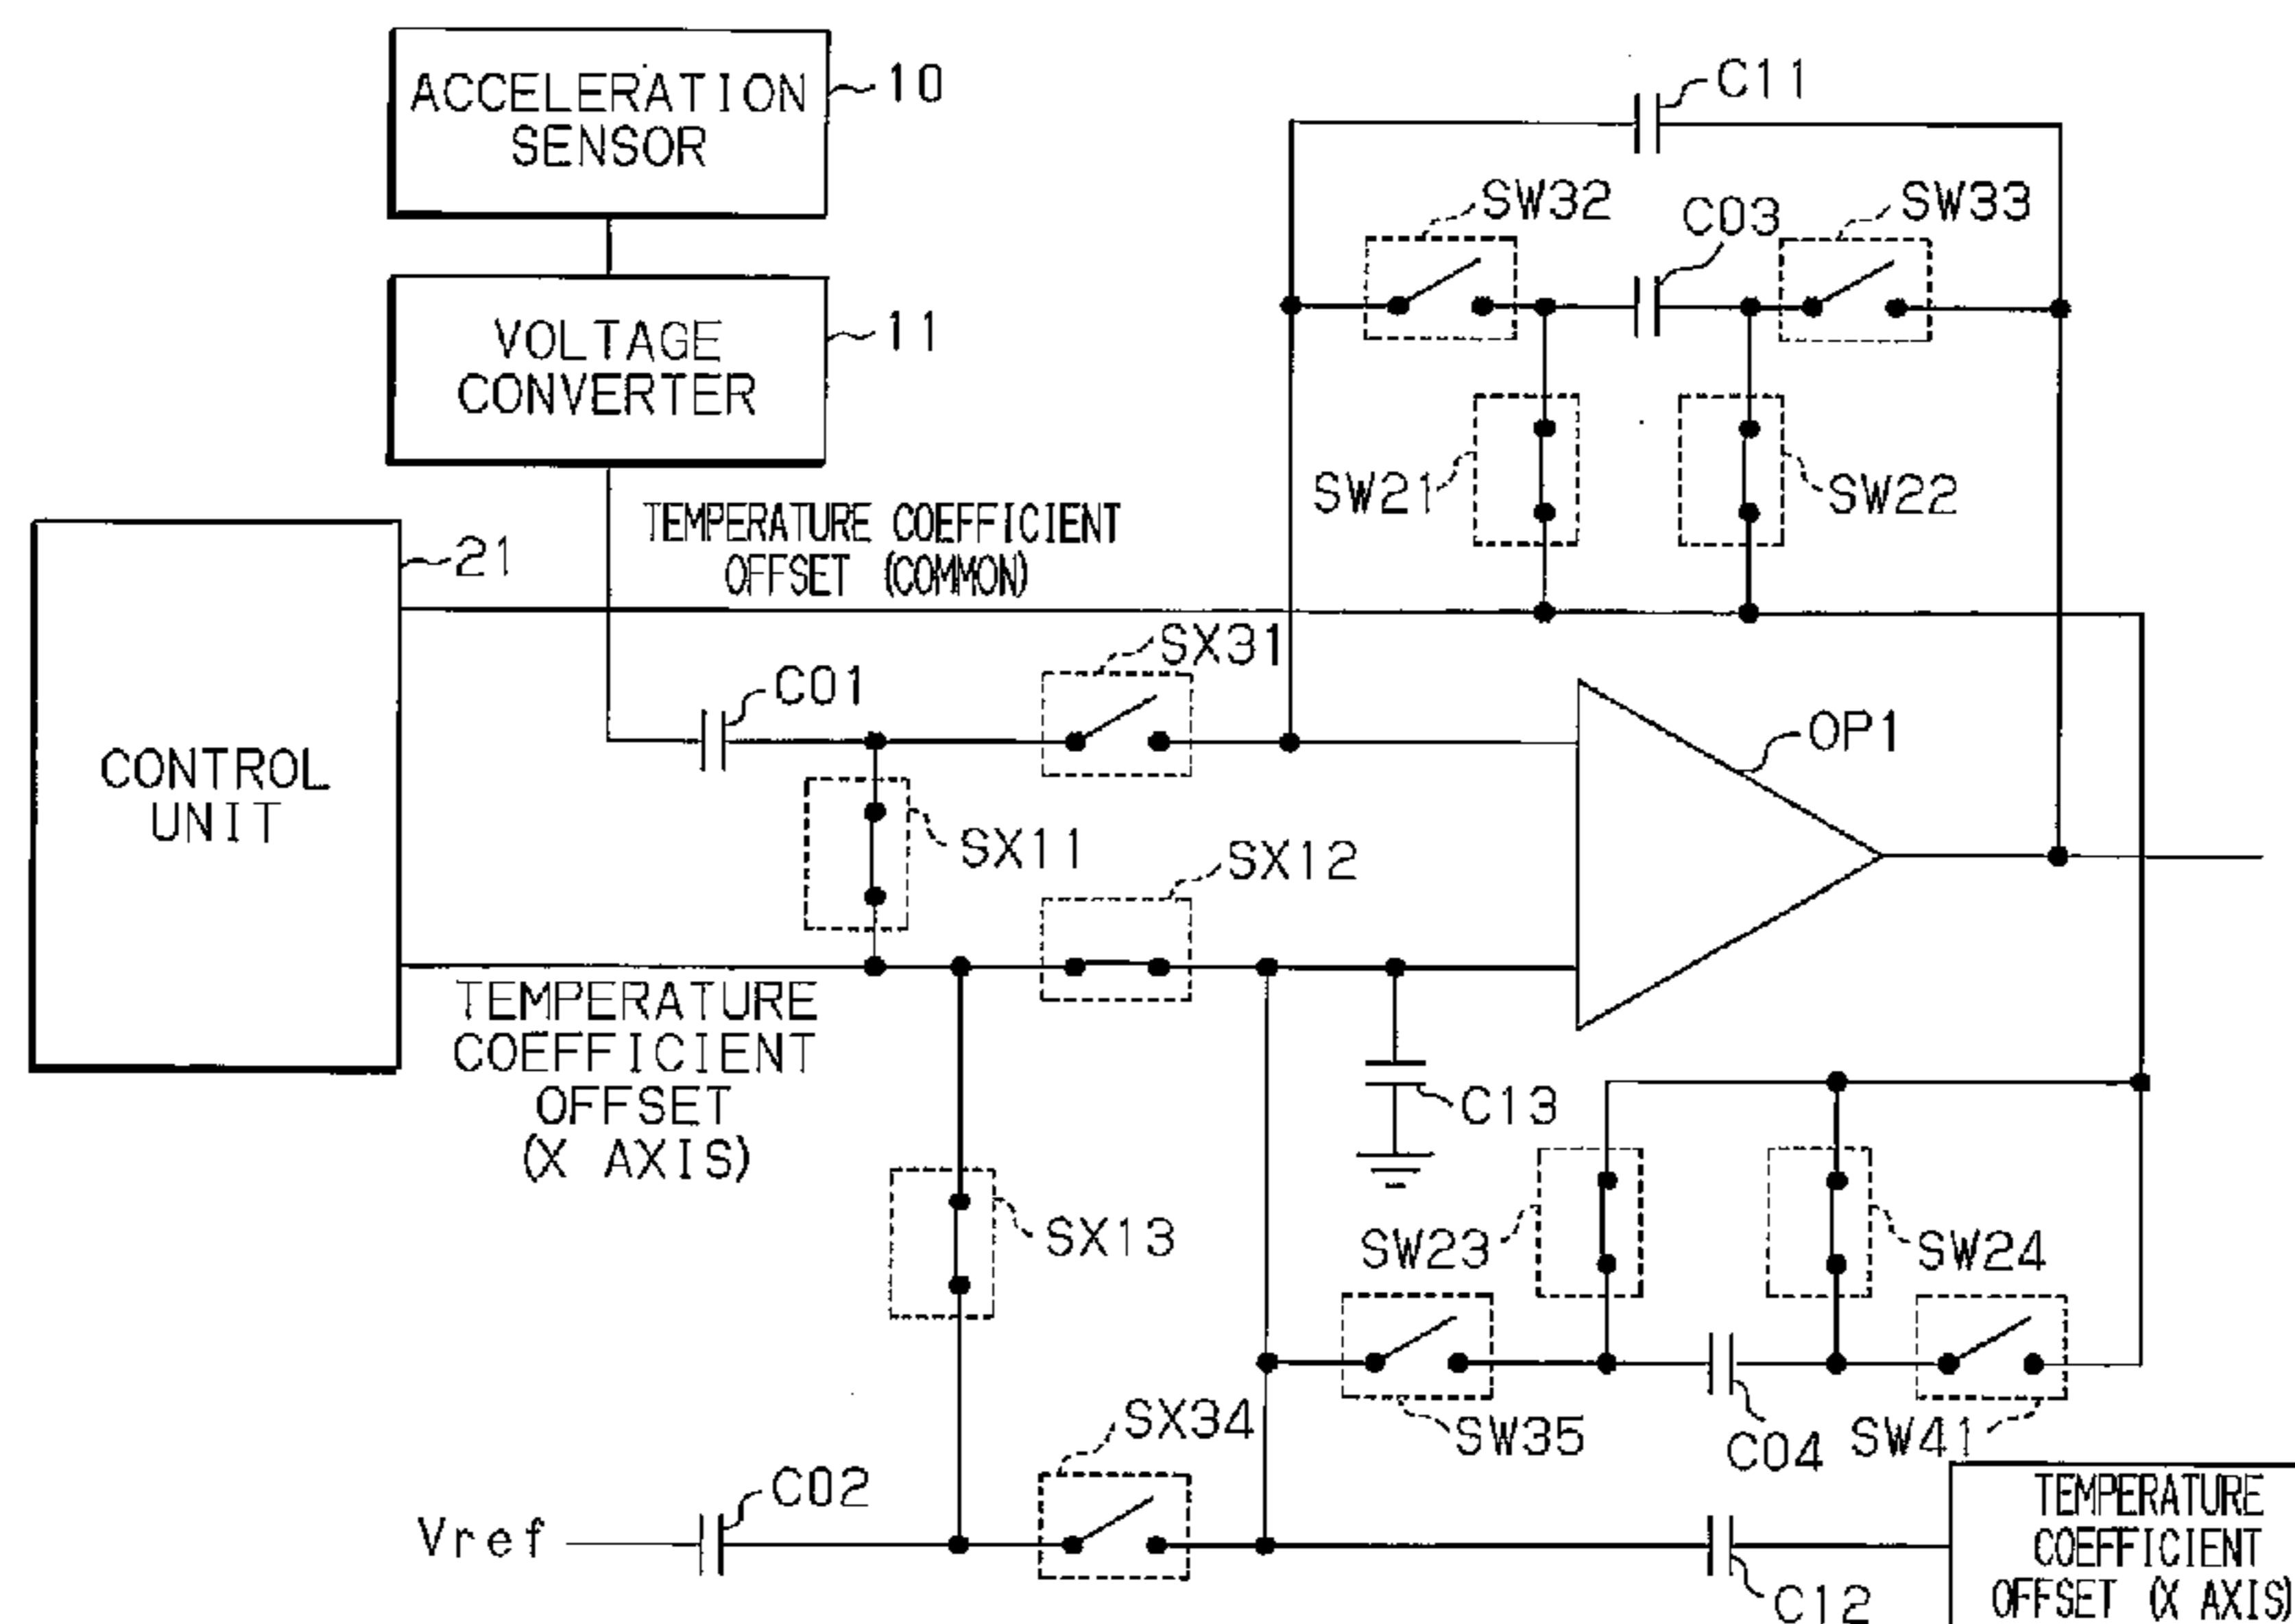 ACCELERATION
SENSOR
10
VOLTAGE
CONVERTER
11
C11
SW32
C03
SW33
SW21
SW22
CONTROL
UNIT
21
TEMPERATURE COEFFICIENT
OFFSET (COMMON)
C01
SX31
OP1
SX11
SX12
TEMPERATURE
COEFFICIENT
OFFSET
(X AXIS)
C13
SX13
SW23
SW24
SW35
C04
SW41
SX34
Vref
C02
C12
TEMPERATURE
COEFFICIENT
OFFSET (X AXIS)